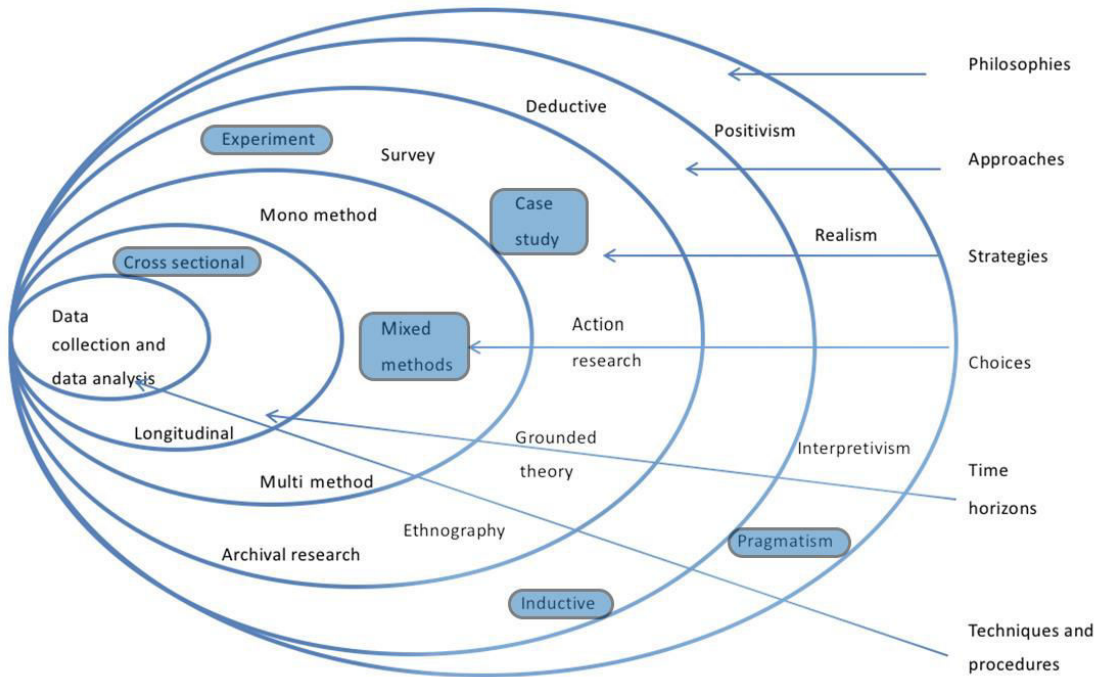 Philosophies
Deductive
Positivism
Experiment
Survey
Approaches
Mono method
Case
study
Realism
Strategies
Cross sectional
Data
collection and
data analysis
Mixed
methods
Action
research
Choices
Longitudinal
Grounded
theory
Interpretivism
Time
horizons
Multi method
Ethnography
Archival research
Pragmatism
Inductive
Techniques and
procedures